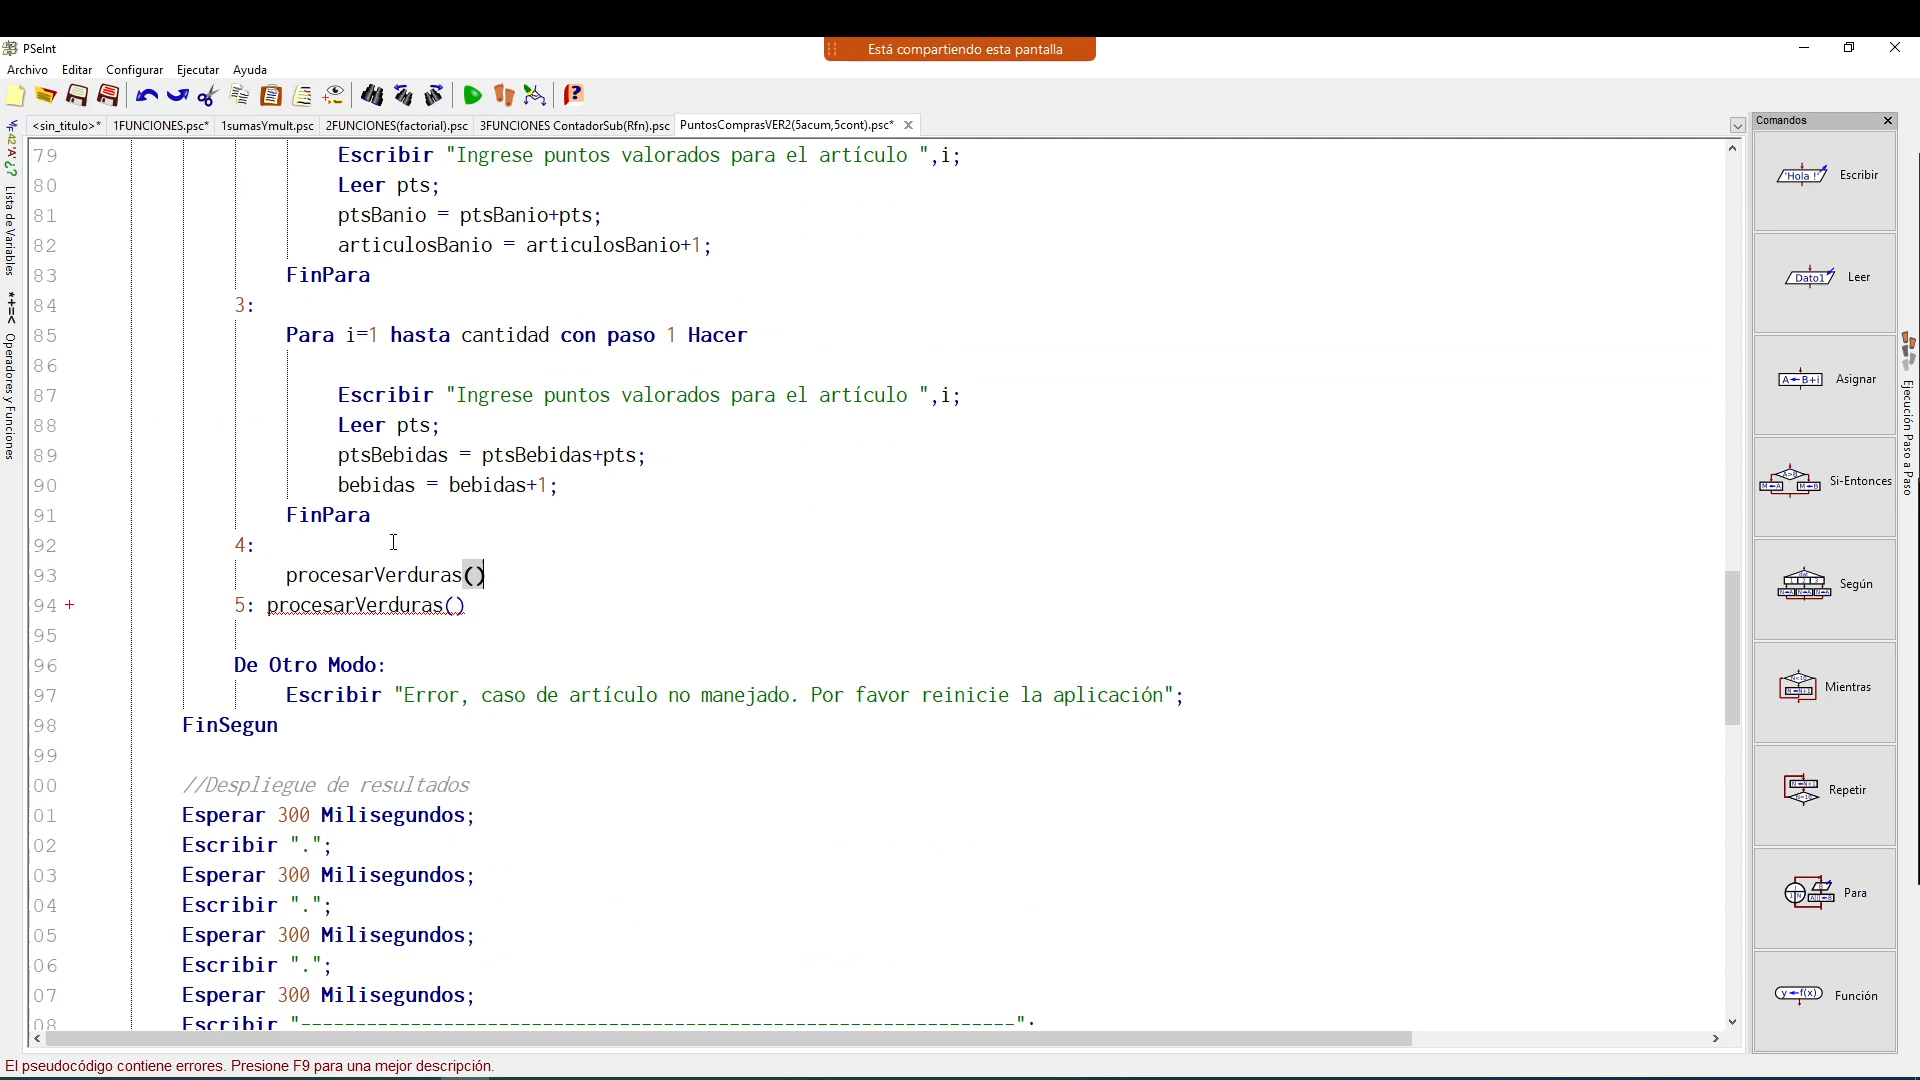 PSeInt
Está compartiendo esta pantalla
Archivo Editar Configurar Ejecutar Ayuda
<sin_titulo>* 1FUNCIONES.psc* 1sumasYmult.psc 2FUNCIONES(factorial).psc 3FUNCIONES ContadorSub(Rfn).psc PuntosComprasVER2(5acum,5cont).psc*
Lista de Variables
Operadores y Funciones
79 Escribir "Ingrese puntos valorados para el artículo ",i;
80 Leer pts;
81 ptsBanio = ptsBanio+pts;
82 articulosBanio = articulosBanio+1;
83 FinPara
84 3:
85 Para i=1 hasta cantidad con paso 1 Hacer
86
87 Escribir "Ingrese puntos valorados para el artículo ",i;
88 Leer pts;
89 ptsBebidas = ptsBebidas+pts;
90 bebidas = bebidas+1;
91 FinPara
92 4:
93 procesarVerduras()
94 + 5: procesarVerduras()
95
96 De Otro Modo:
97 Escribir "Error, caso de artículo no manejado. Por favor reinicie la aplicación";
98 FinSegun
99
00 //Despliegue de resultados
01 Esperar 300 Milisegundos;
02 Escribir ".";
03 Esperar 300 Milisegundos;
04 Escribir ".";
05 Esperar 300 Milisegundos;
06 Escribir ".";
07 Esperar 300 Milisegundos;
08 Escribir "-----------------------------------------------------------------";
Comandos
'Hola !' Escribir
Dato1 Leer
A←B+i Asignar
Si-Entonces
Según
Mientras
Repetir
Para
y←f(x) Función
Ejecución Paso a Paso
El pseudocódigo contiene errores. Presione F9 para una mejor descripción.